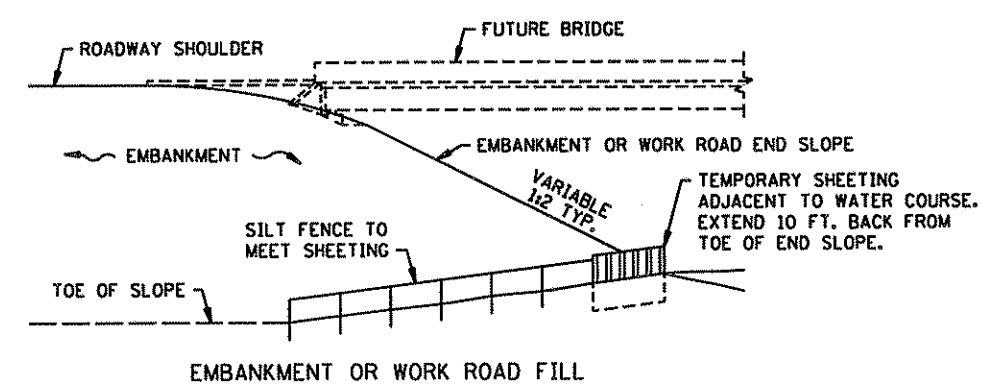 FUTURE BRIDGE
ROADWAY SHOULDER
EMBANKMENT
EMBANKMENT OR WORK ROAD END SLOPE
VARIABLE
1:2 TYP.
TEMPORARY SHEETING
ADJACENT TO WATER COURSE.
EXTEND 10 FT. BACK FROM
TOE OF END SLOPE.
SILT FENCE TO
MEET SHEETING
TOE OF SLOPE
EMBANKMENT OR WORK ROAD FILL